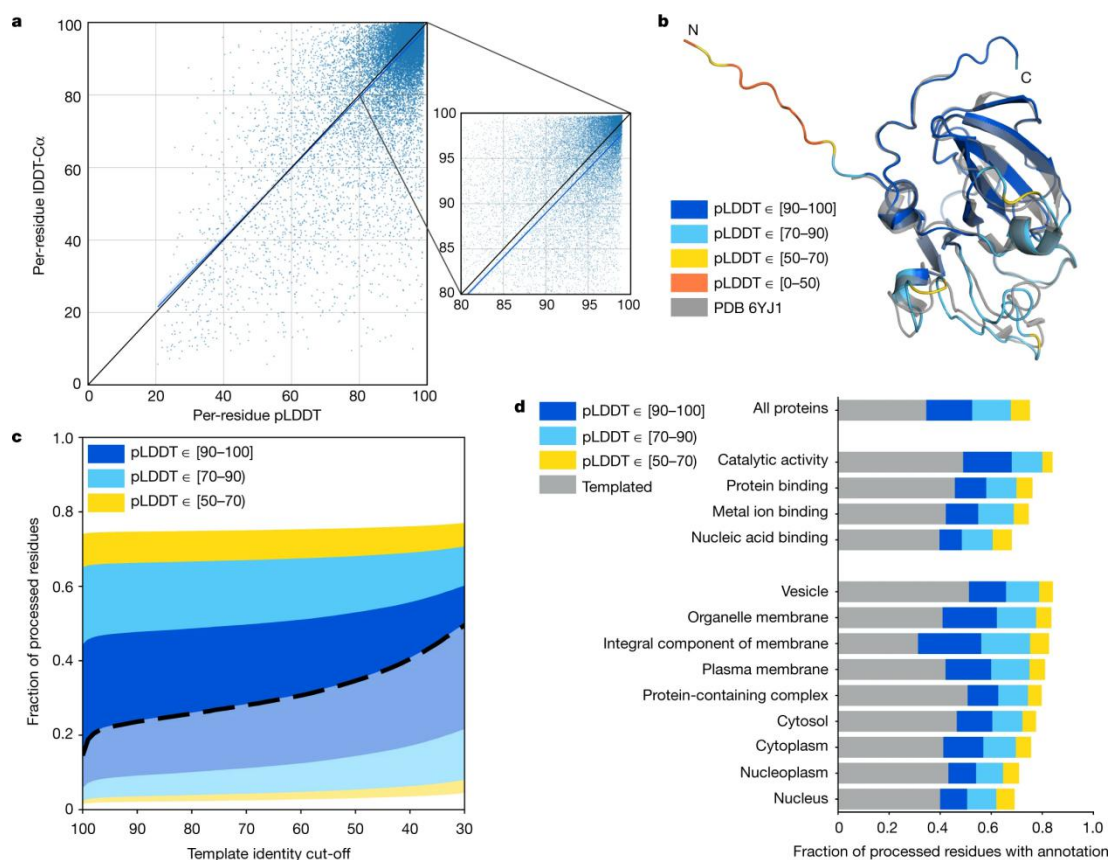 a
100
80
60
40
20
0
Per-residue lDDT-Cα
0 20 40 60 80 100
Per-residue pLDDT
100
95
90
85
80
80 85 90 95 100
b
N
C
pLDDT ∈ [90–100]
pLDDT ∈ [70–90)
pLDDT ∈ [50–70)
pLDDT ∈ [0–50)
PDB 6YJ1
c
pLDDT ∈ [90–100]
pLDDT ∈ [70–90)
pLDDT ∈ [50–70)
1.0
0.8
0.6
0.4
0.2
0
Fraction of processed residues
100 90 80 70 60 50 40 30
Template identity cut-off
d
pLDDT ∈ [90–100]
pLDDT ∈ [70–90)
pLDDT ∈ [50–70)
Templated
All proteins
Catalytic activity
Protein binding
Metal ion binding
Nucleic acid binding
Vesicle
Organelle membrane
Integral component of membrane
Plasma membrane
Protein-containing complex
Cytosol
Cytoplasm
Nucleoplasm
Nucleus
0 0.2 0.4 0.6 0.8 1.0
Fraction of processed residues with annotation